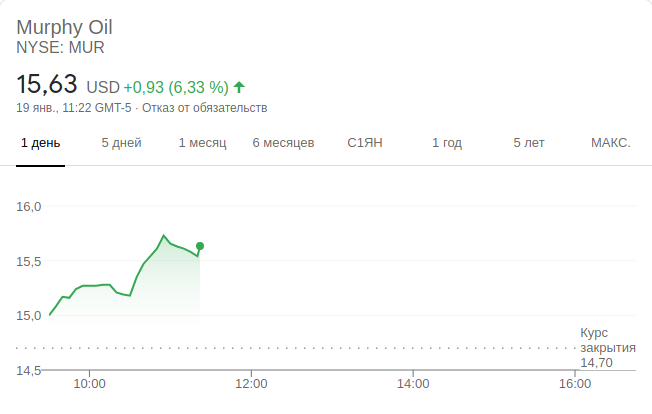 Murphy Oil
NYSE: MUR
15,63 USD +0,93 (6,33 %)
19 янв., 11:22 GMT-5 · Отказ от обязательств
1 день 5 дней 1 месяц 6 месяцев С1ЯН 1 год 5 лет МАКС.
16,0
15,5
15,0
Курс
закрытия
14,70
14,5
10:00 12:00 14:00 16:00